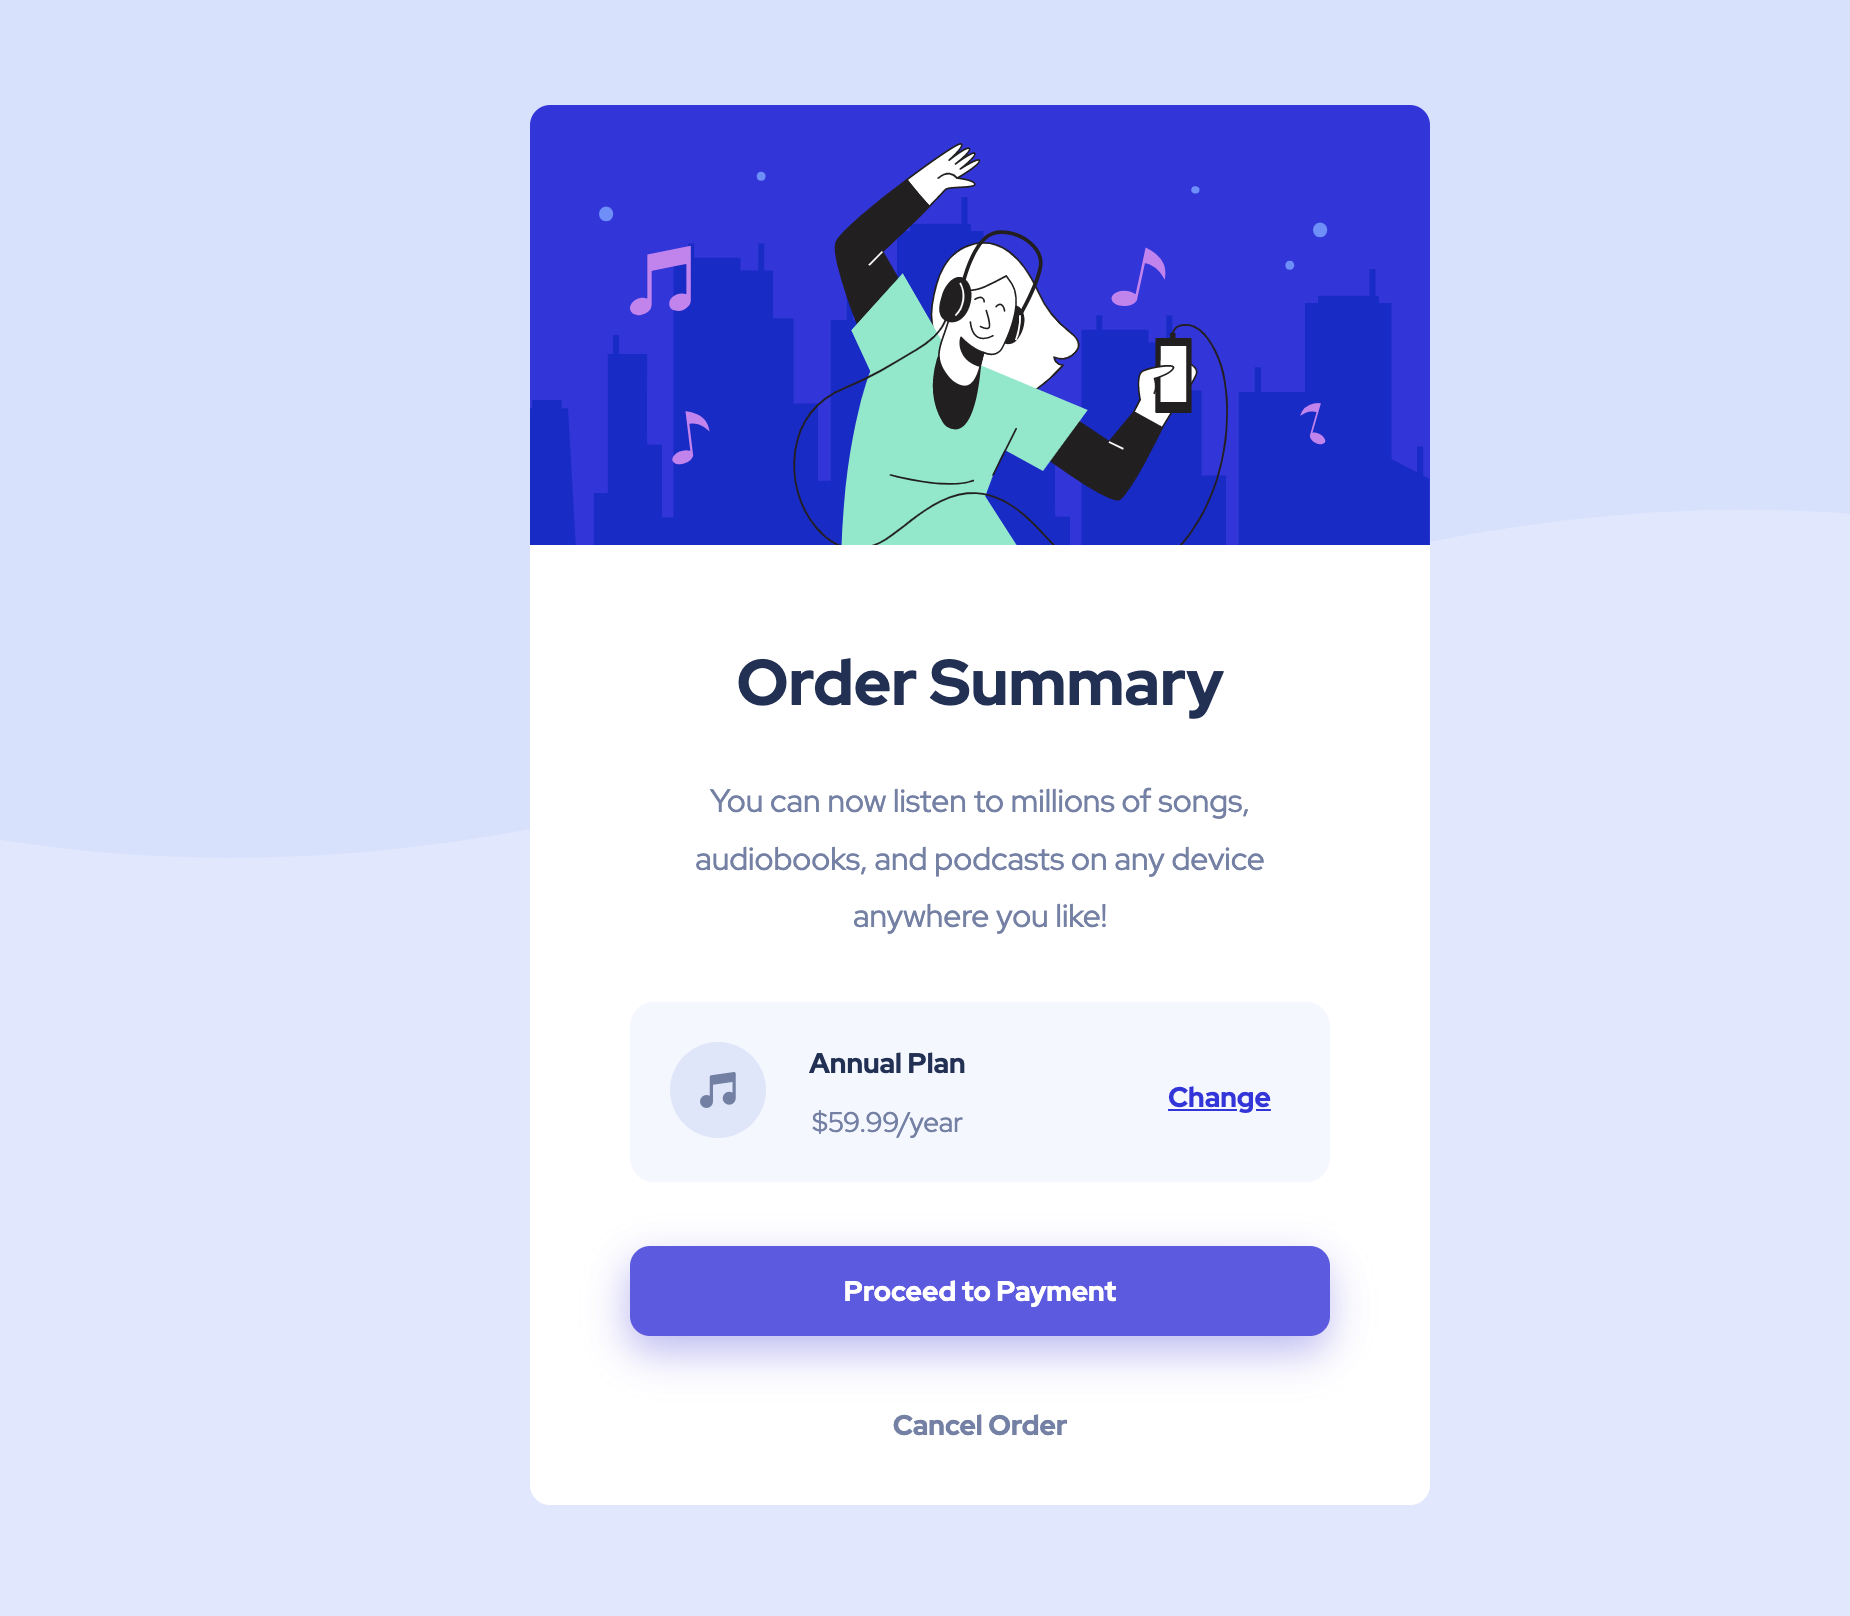 Order Summary
You can now listen to millions of songs,
audiobooks, and podcasts on any device
anywhere you like!
Annual Plan
$59.99/year
Change
Proceed to Payment
Cancel Order